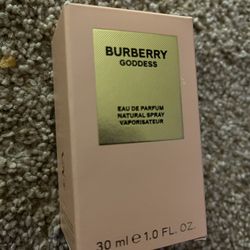 BURBERRY
GODDESS
EAU DE PARFUM
NATURAL SPRAY
VAPORISATEUR
30 ml ℮ 1.0 FL. OZ.